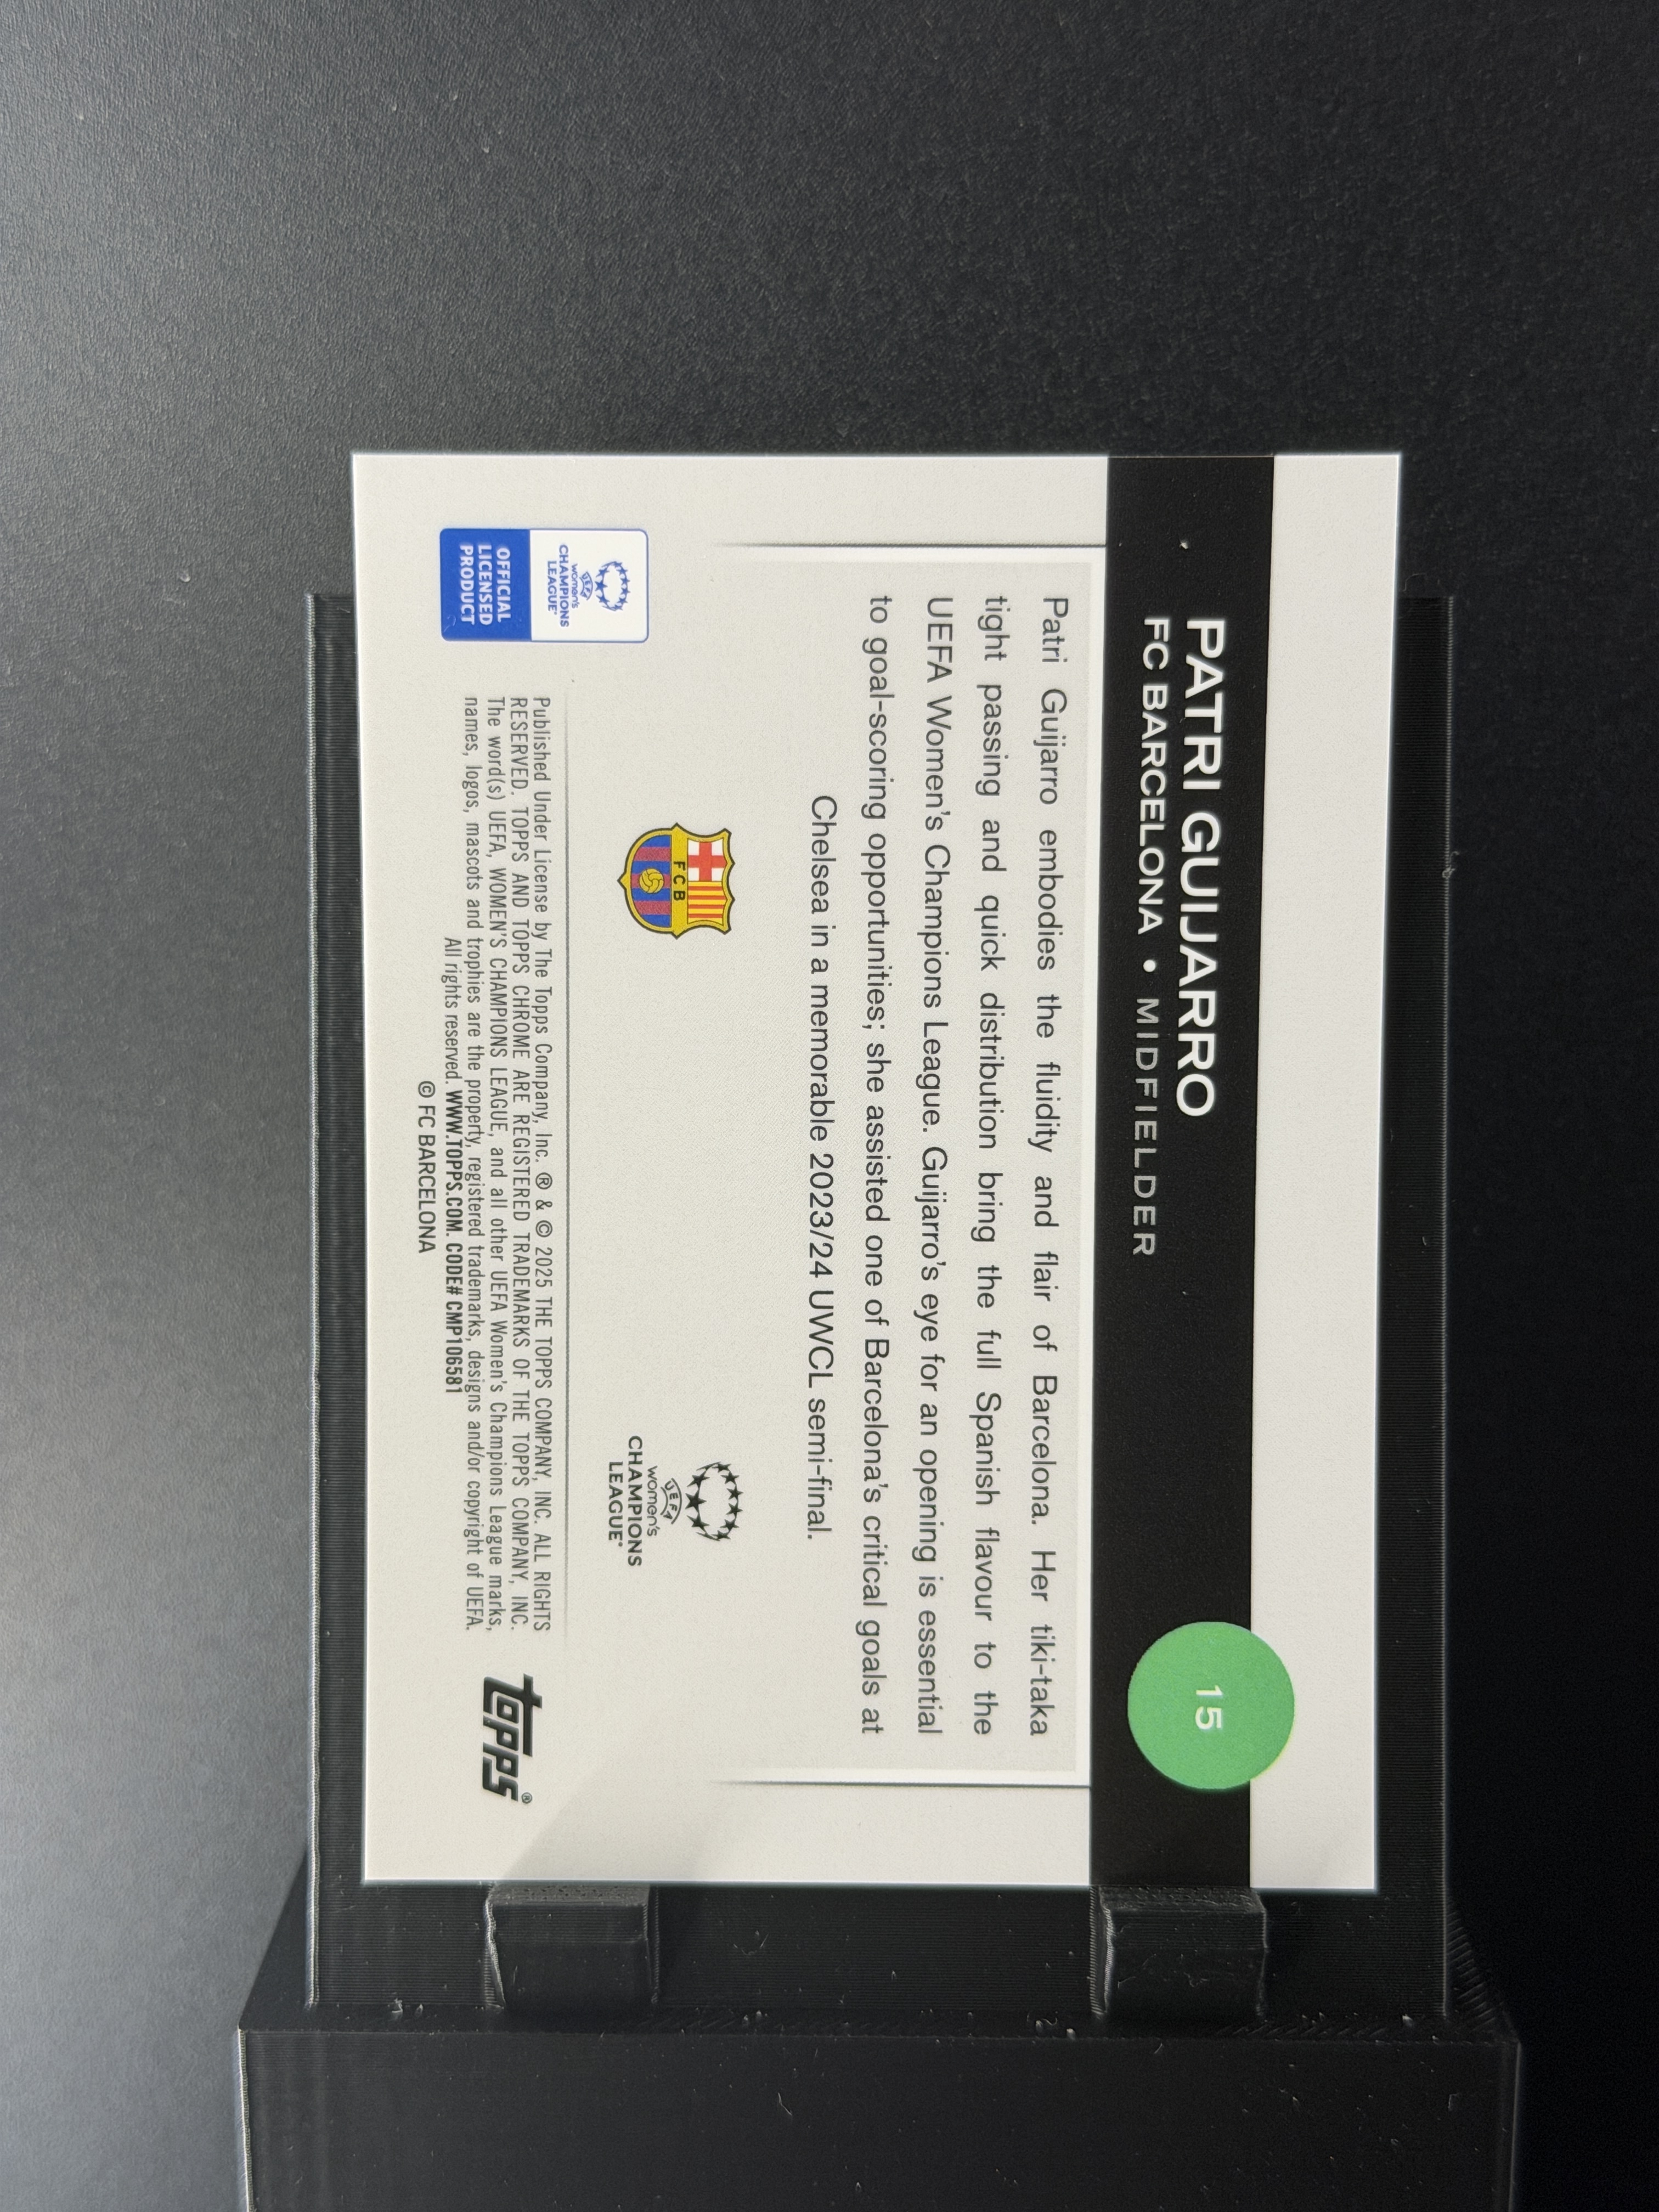 15
PATRI GUIJARRO
FC BARCELONA • MIDFIELDER
Patri Guijarro embodies the fluidity and flair of Barcelona. Her tiki-taka
tight passing and quick distribution bring the full Spanish flavour to the
UEFA Women's Champions League. Guijarro's eye for an opening is essential
to goal-scoring opportunities; she assisted one of Barcelona's critical goals at
Chelsea in a memorable 2023/24 UWCL semi-final.
FCB
UEFA
women's
CHAMPIONS
LEAGUE®
UEFA
women's
CHAMPIONS
LEAGUE®
OFFICIAL
LICENSED
PRODUCT
Published Under License by The Topps Company, Inc. ® & © 2025 THE TOPPS COMPANY, INC. ALL RIGHTS
RESERVED. TOPPS AND TOPPS CHROME ARE REGISTERED TRADEMARKS OF THE TOPPS COMPANY, INC.
The word(s) UEFA, WOMEN'S CHAMPIONS LEAGUE, and all other UEFA Women's Champions League marks,
names, logos, mascots and trophies are the property, registered trademarks, designs and/or copyright of UEFA.
All rights reserved. WWW.TOPPS.COM. CODE# CMP106581
© FC BARCELONA
topps®